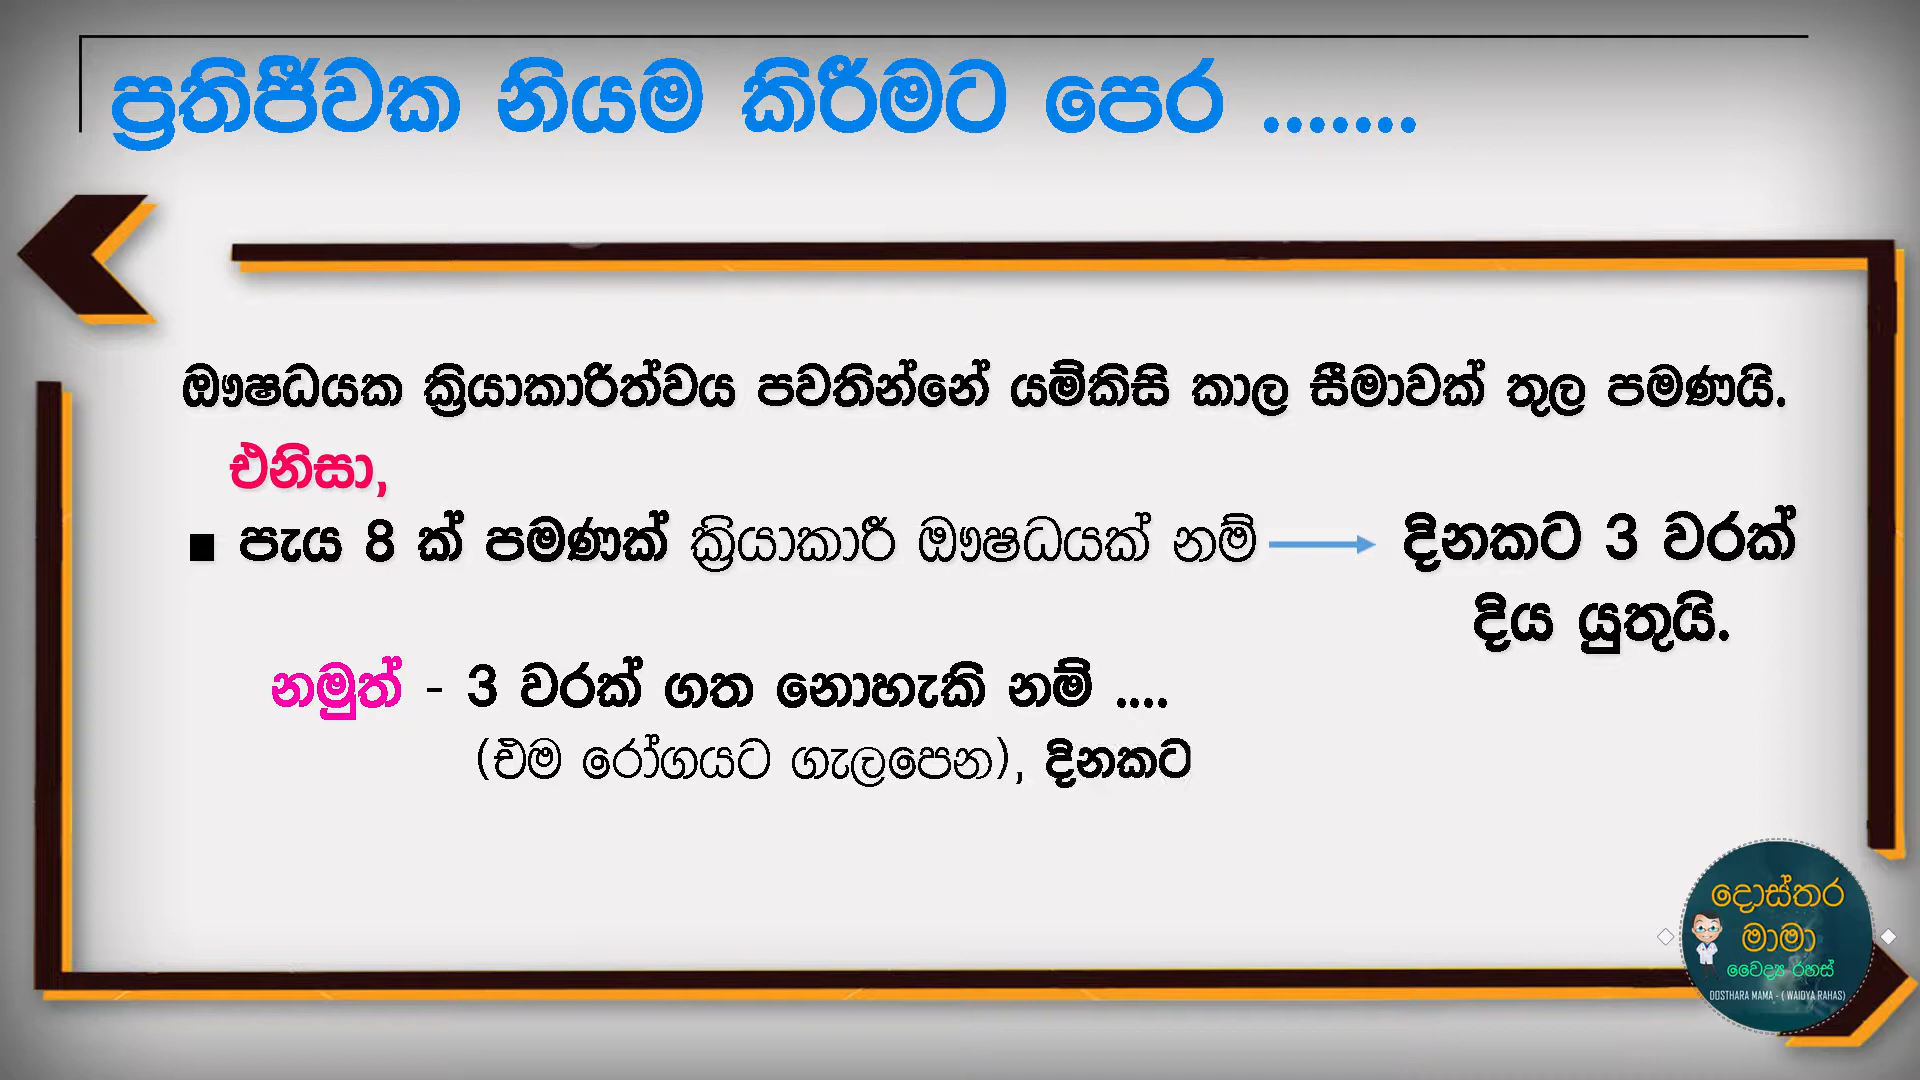 ප්‍රතිජීවක නියම කිරීමට පෙර .......
ඖෂධයක ක්‍රියාකාරිත්වය පවතින්නේ යම්කිසි කාල සීමාවක් තුල පමණයි.
එනිසා,
▪ පැය 8 ක් පමණක් ක්‍රියාකාරී ඖෂධයක් නම් → දිනකට 3 වරක්
දිය යුතුයි.
නමුත් - 3 වරක් ගත නොහැකි නම් ....
(එම රෝගයට ගැලපෙන), දිනකට
දොස්තර
මාමා
වෛද්‍ය රහස්
DOSTHARA MAMA - ( WAIDYA RAHAS)